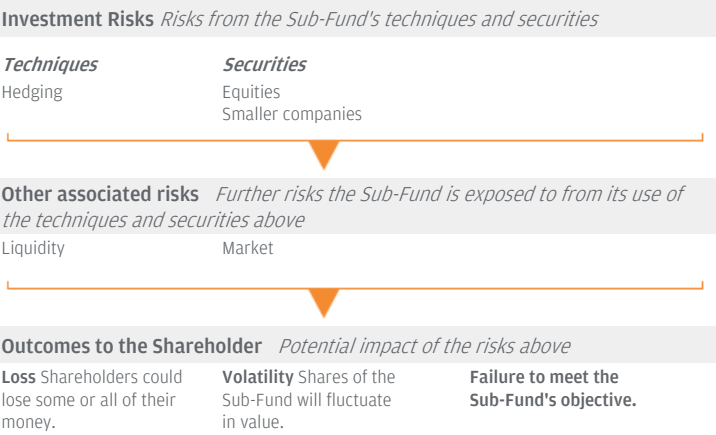 Investment Risks Risks from the Sub-Fund's techniques and securities
Techniques
Securities
Hedging
Equities
Smaller companies
Other associated risks Further risks the Sub-Fund is exposed to from its use of
the techniques and securities above
Liquidity
Market
Outcomes to the Shareholder Potential impact of the risks above
Loss Shareholders could
lose some or all of their
money.
Volatility Shares of the
Sub-Fund will fluctuate
in value.
Failure to meet the
Sub-Fund's objective.